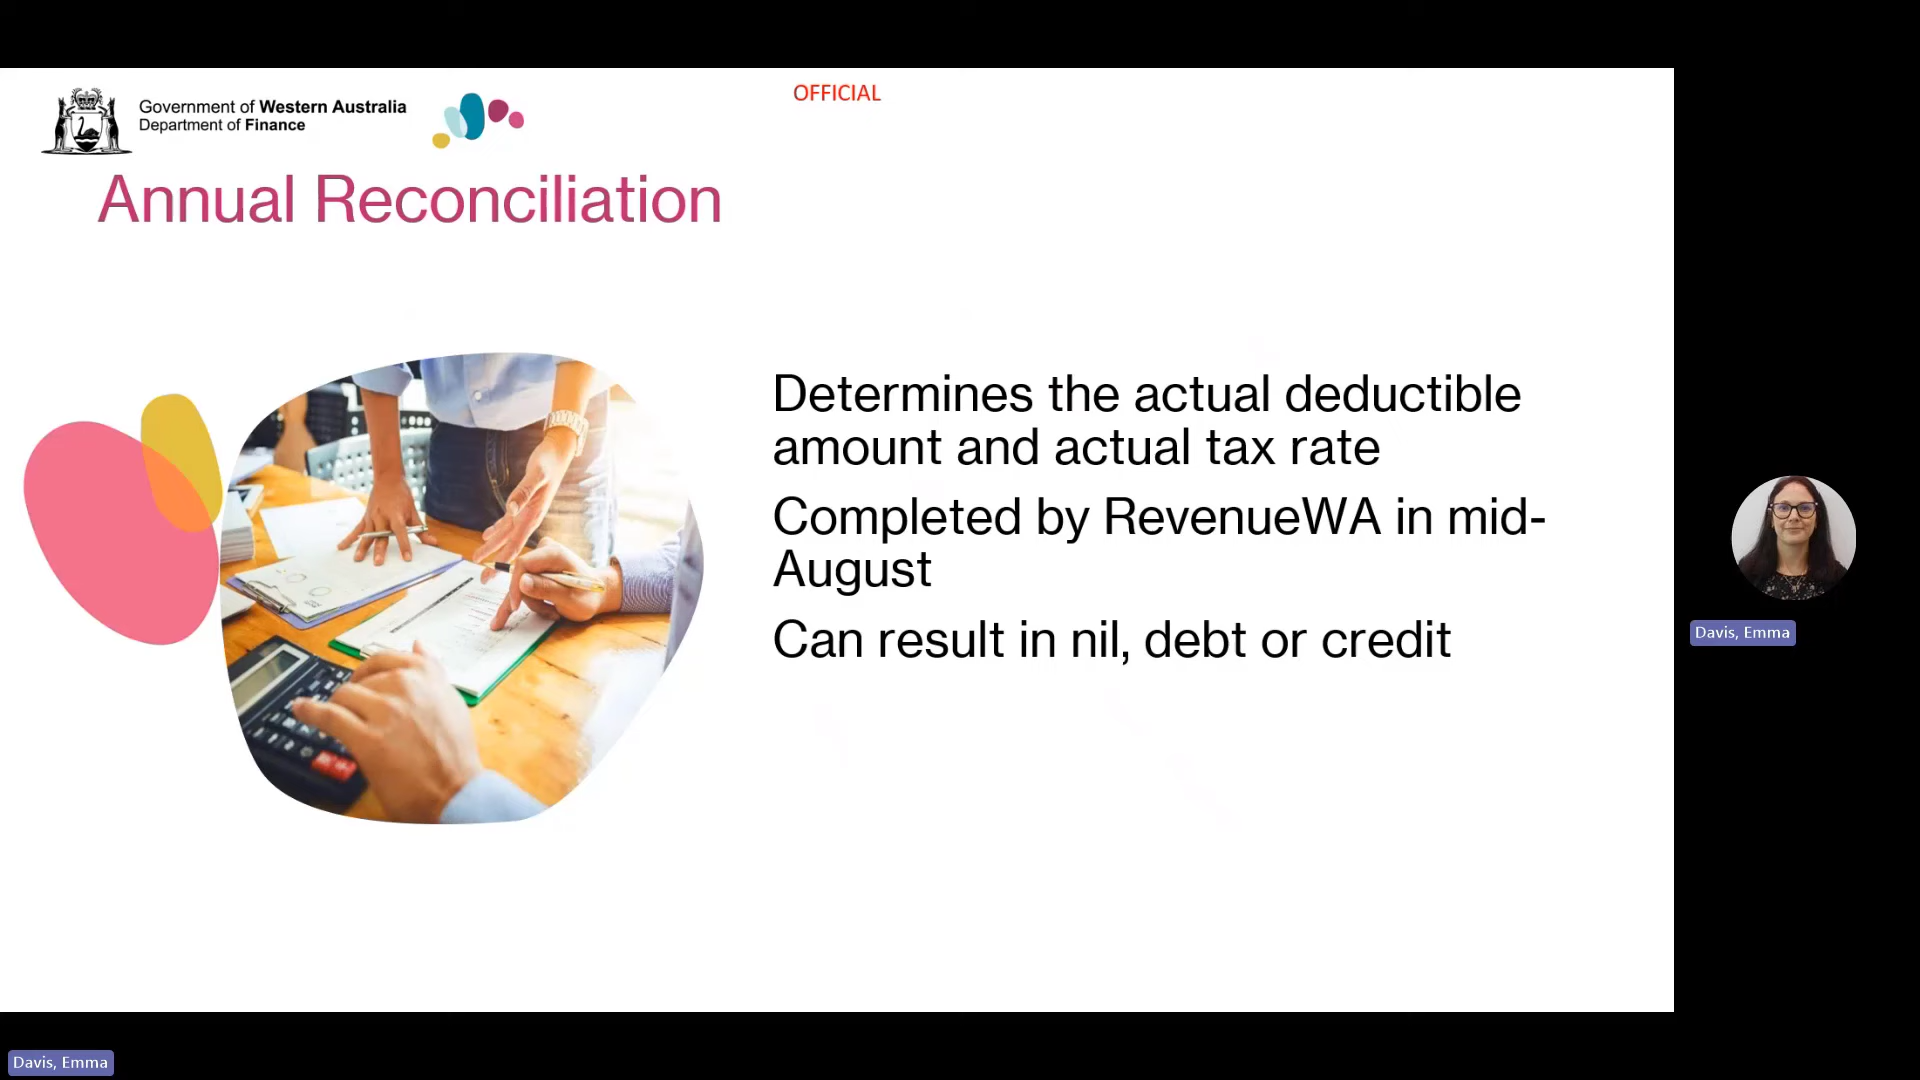 OFFICIAL
Government of Western Australia
Department of Finance
Annual Reconciliation
Determines the actual deductible
amount and actual tax rate
Completed by RevenueWA in mid-
August
Can result in nil, debt or credit
Davis, Emma
Davis, Emma